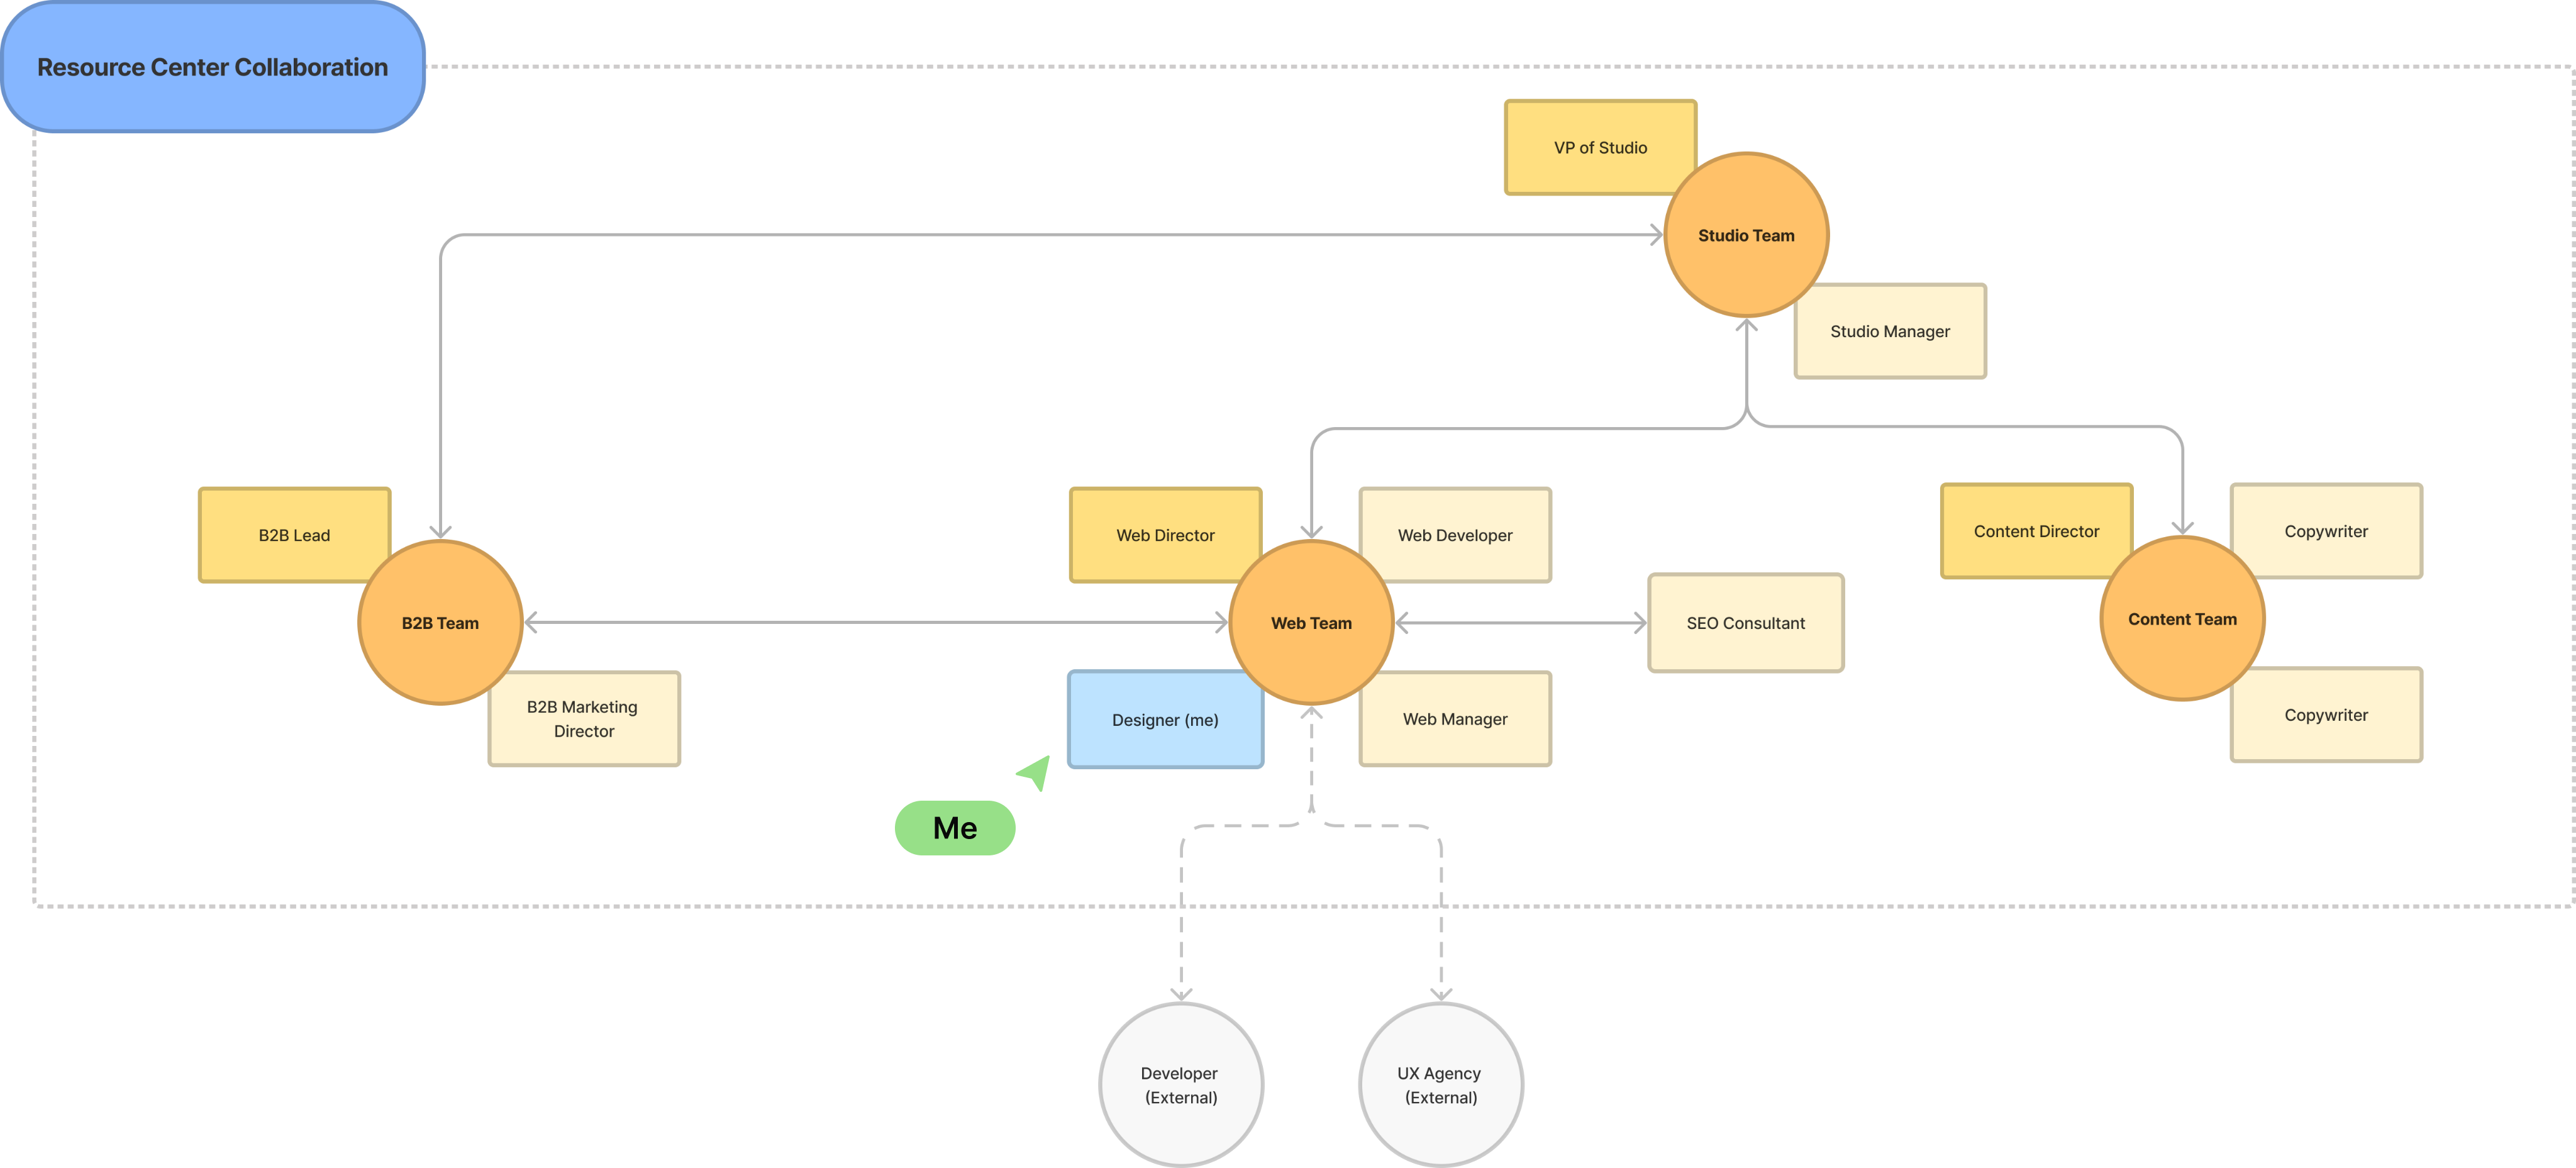 Resource Center Collaboration
VP of Studio
Studio Team
Studio Manager
B2B Lead
B2B Team
B2B Marketing
Director
Web Director
Web Developer
Web Team
SEO Consultant
Designer (me)
Web Manager
Me
Content Director
Copywriter
Content Team
Copywriter
Developer
(External)
UX Agency
(External)